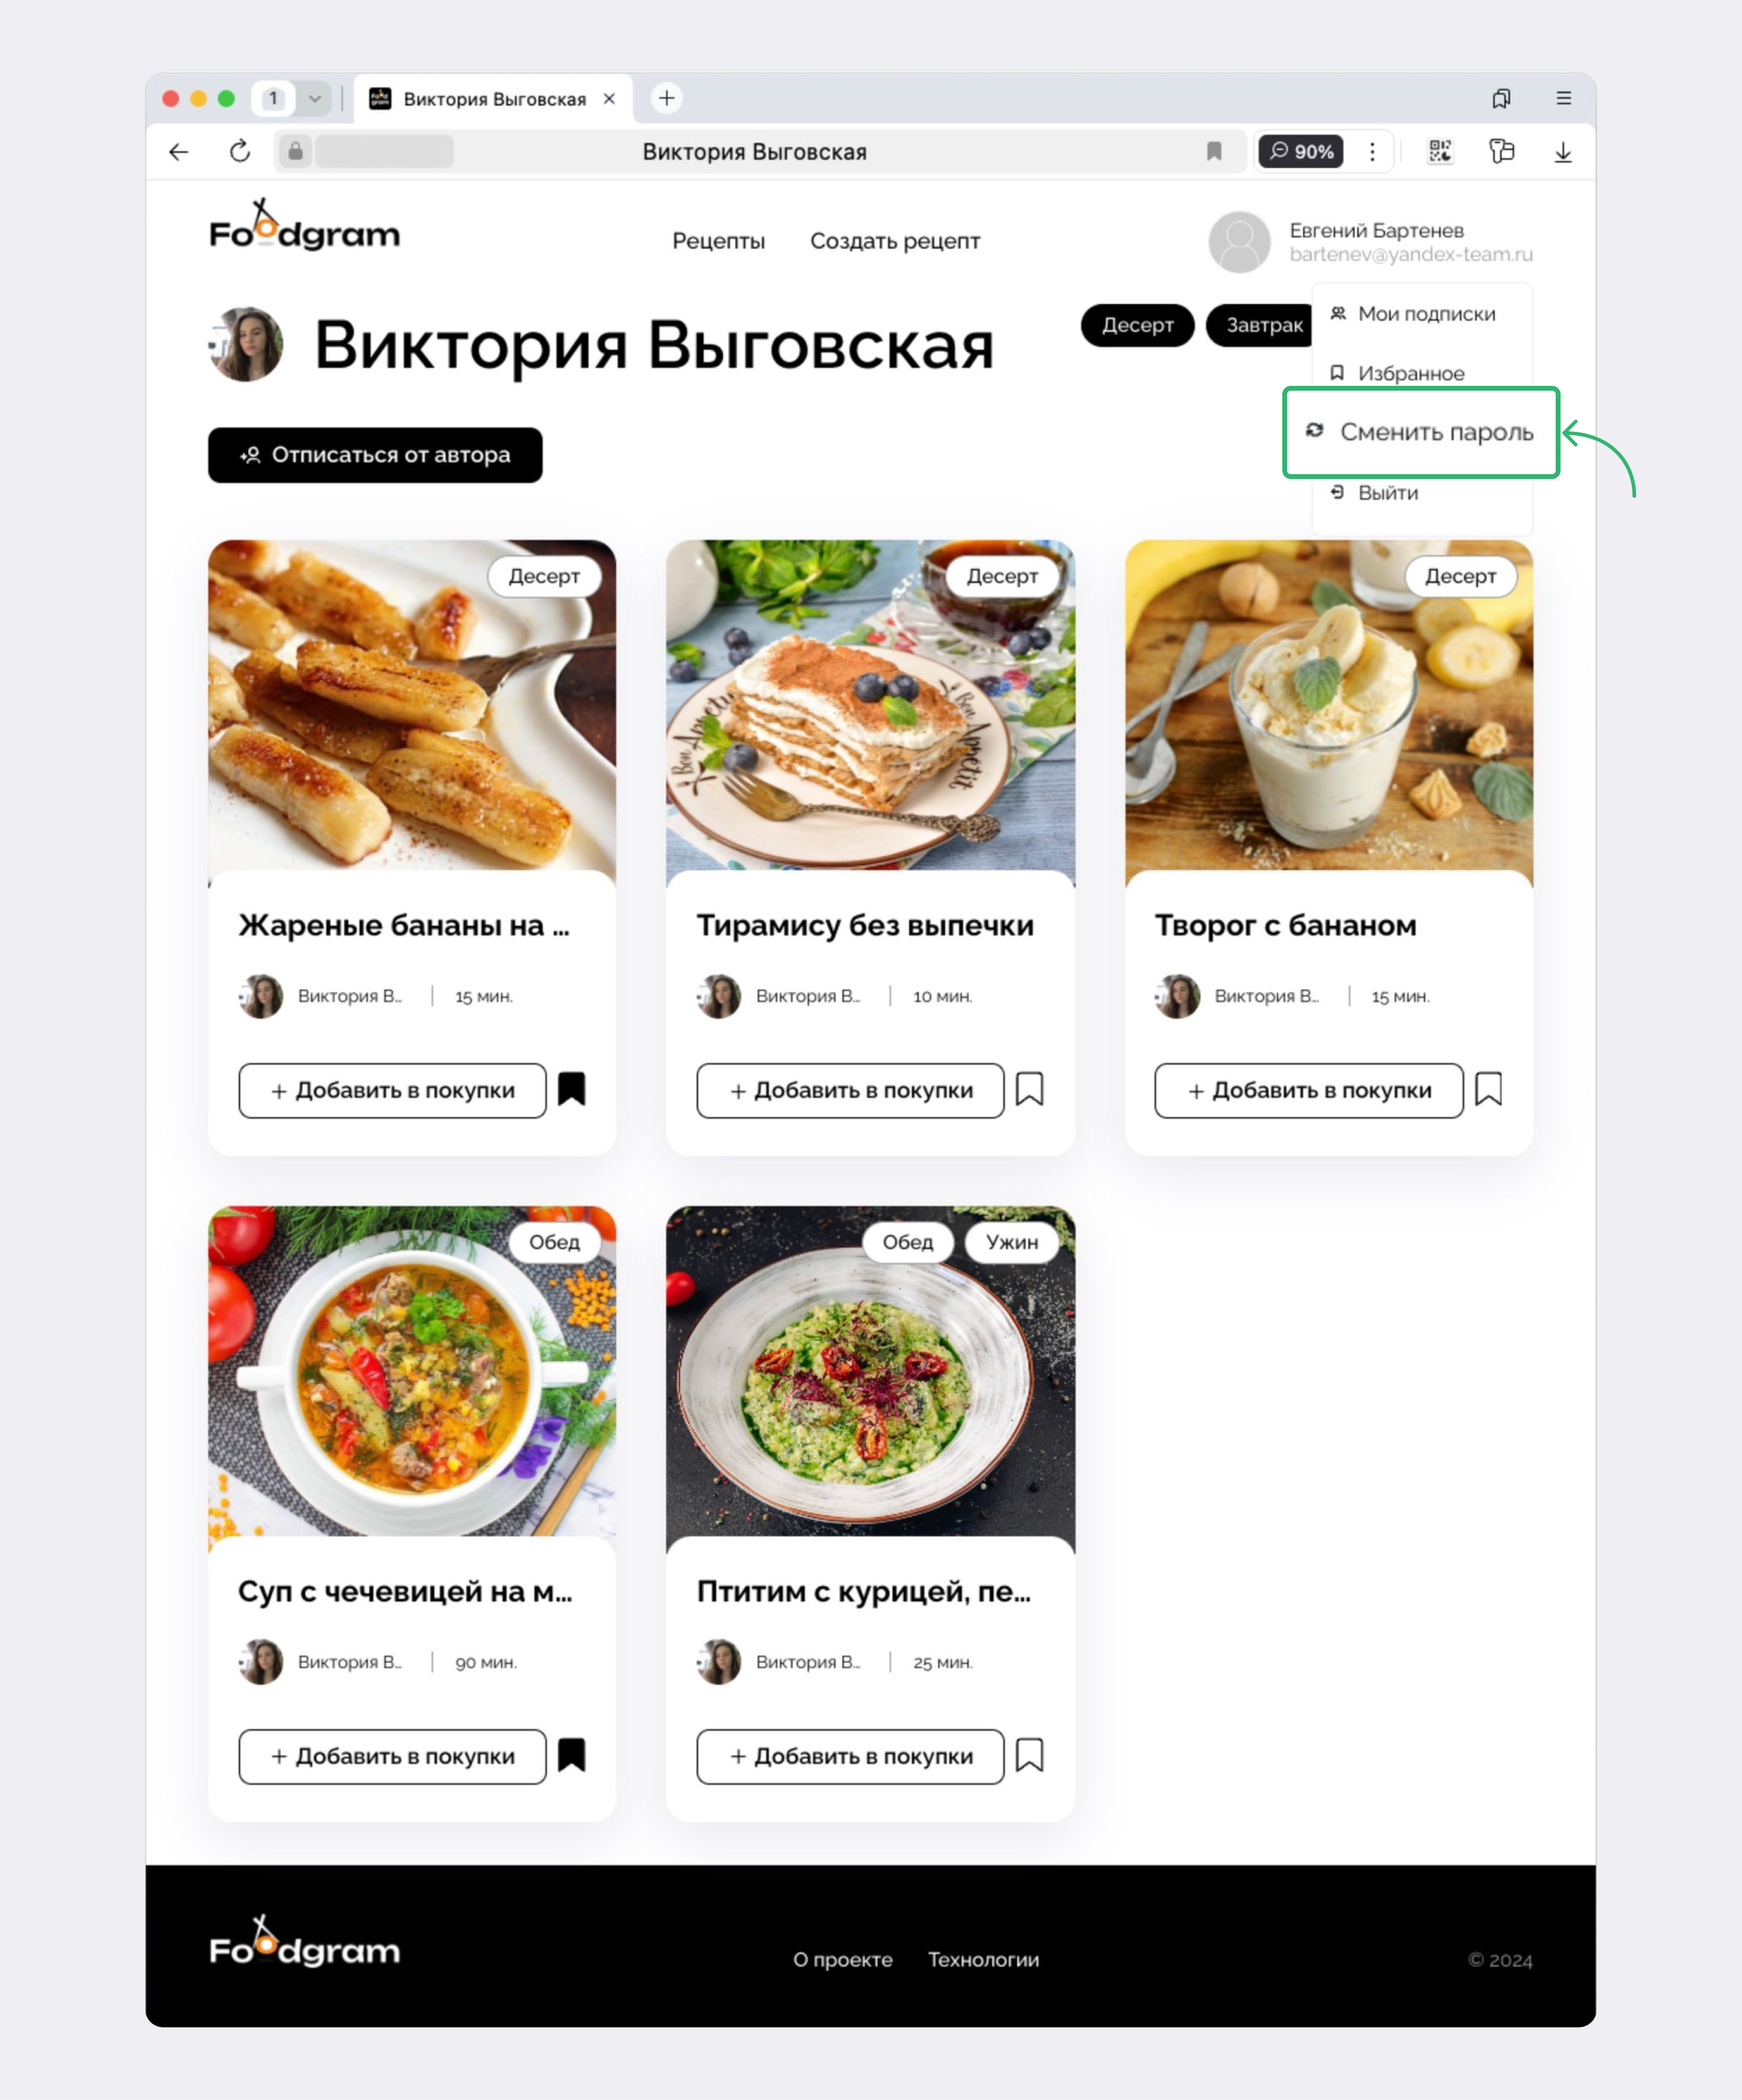 1
Виктория Выговская
Виктория Выговская
90%
Foodgram
Рецепты
Создать рецепт
Евгений Бартенев
bartenev@yandex-team.ru
Виктория Выговская
Десерт
Завтрак
Мои подписки
Избранное
Сменить пароль
Выйти
Отписаться от автора
Десерт
Десерт
Bon Appetit
Bon Appetit
Десерт
Жареные бананы на ...
Тирамису без выпечки
Творог с бананом
Виктория В... 15 мин.
Виктория В... 10 мин.
Виктория В... 15 мин.
+ Добавить в покупки
+ Добавить в покупки
+ Добавить в покупки
Обед
Обед
Ужин
Суп с чечевицей на м...
Птитим с курицей, пе...
Виктория В... 90 мин.
Виктория В... 25 мин.
+ Добавить в покупки
+ Добавить в покупки
Foodgram
О проекте
Технологии
© 2024